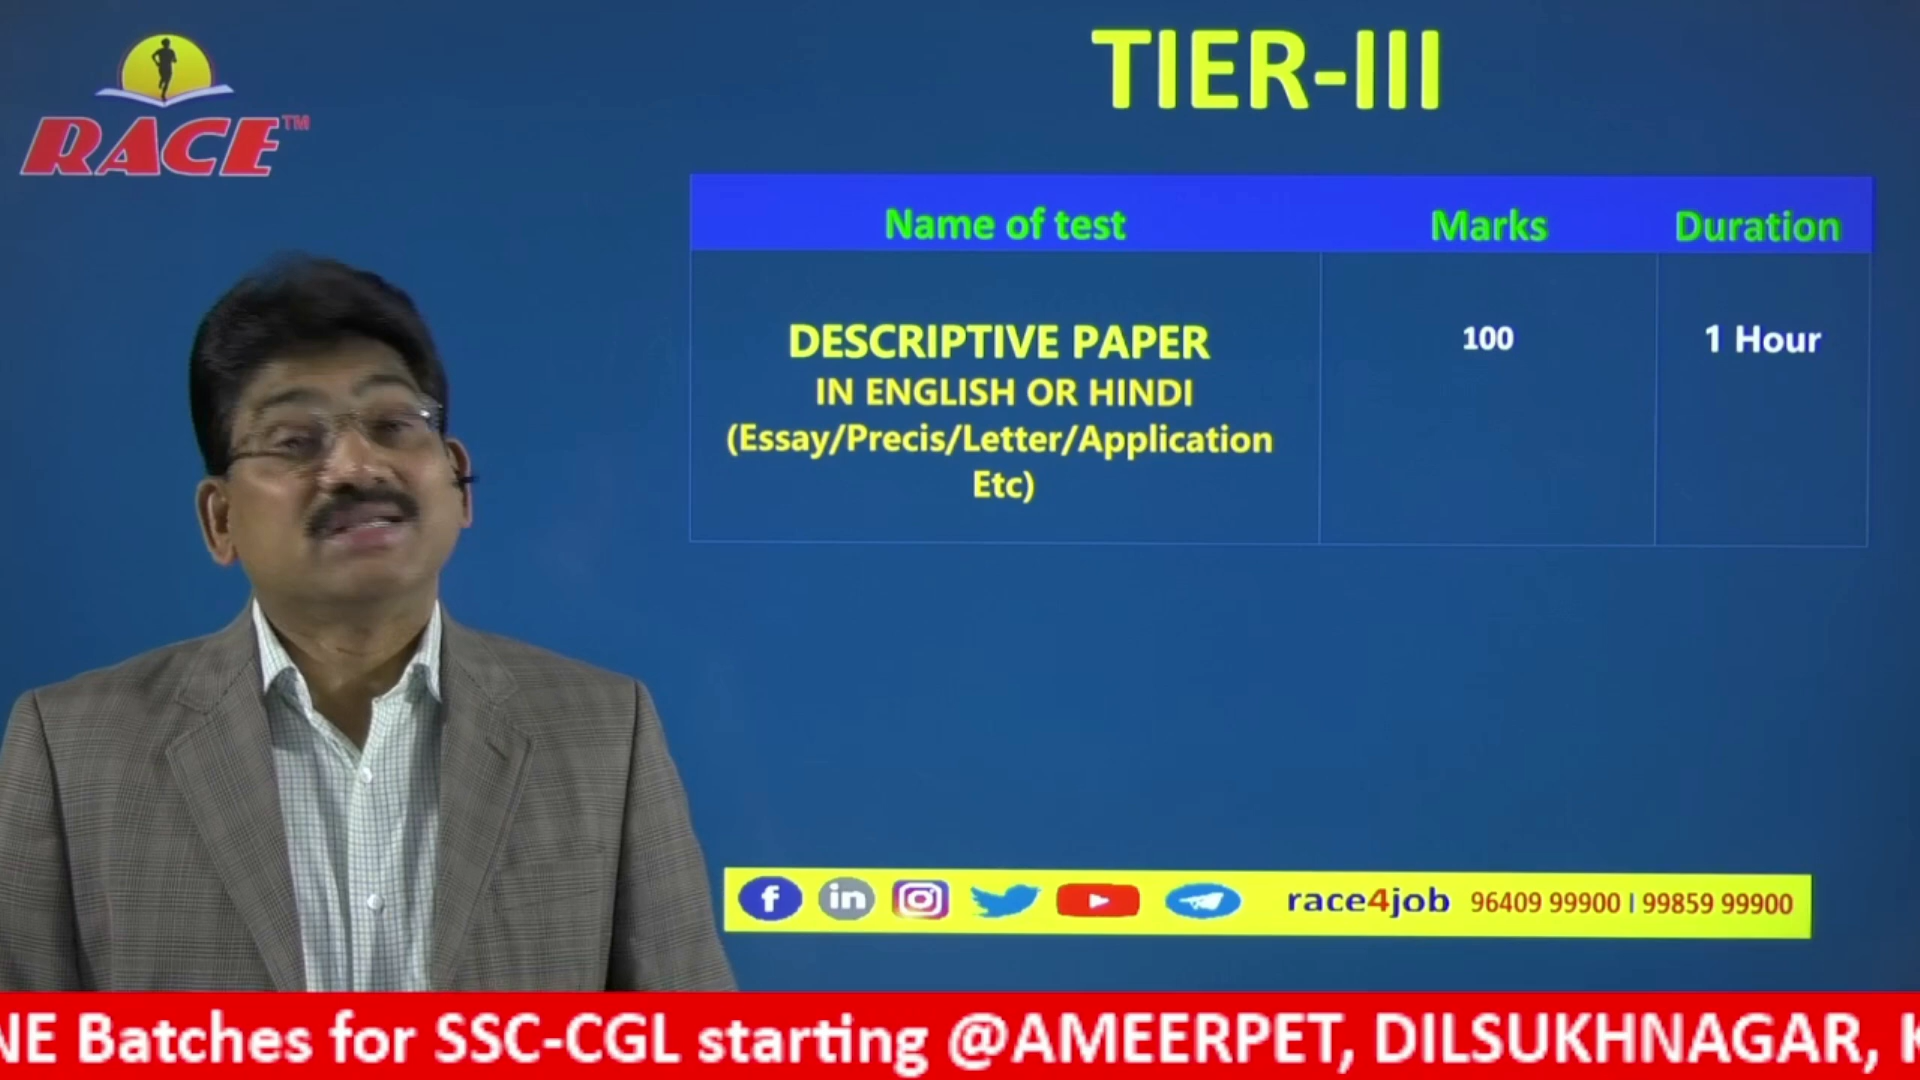 TIER-III
RACE™
Name of test
Marks
Duration
DESCRIPTIVE PAPER
IN ENGLISH OR HINDI
(Essay/Precis/Letter/Application
Etc)
100
1 Hour
f in race4job 96409 99900 | 99859 99900
NE Batches for SSC-CGL starting @AMEERPET, DILSUKHNAGAR, K